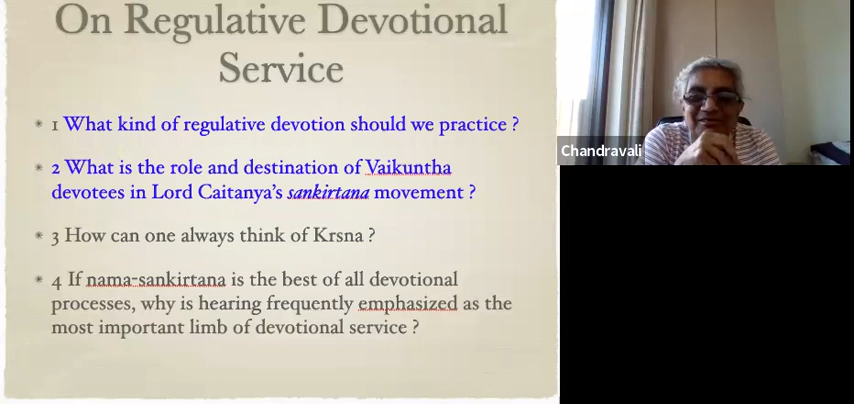 On Regulative Devotional
Service
* 1 What kind of regulative devotion should we practice ?
* 2 What is the role and destination of Vaikuntha
devotees in Lord Caitanya's sankirtana movement ?
* 3 How can one always think of Krsna ?
* 4 If nama-sankirtana is the best of all devotional
processes, why is hearing frequently emphasized as the
most important limb of devotional service ?
Chandravali